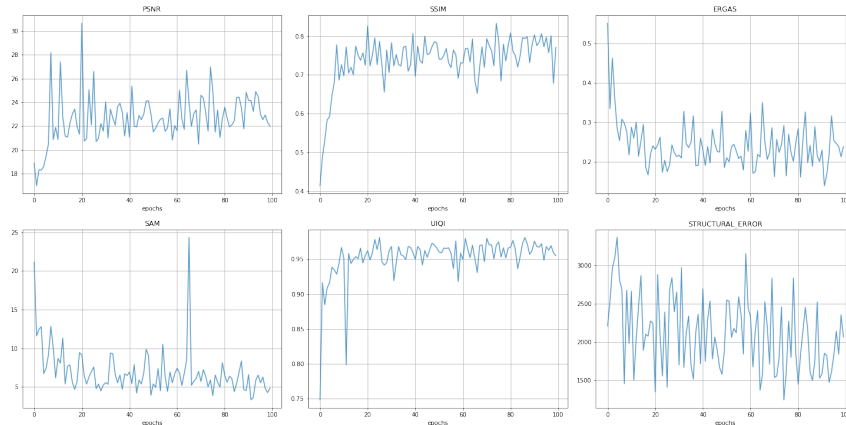 PSNR
30
28
26
24
22
20
18
0 20 40 60 80 100
epochs
SSIM
0.8
0.7
0.6
0.5
0.4
0 20 40 60 80 100
epochs
ERGAS
0.5
0.4
0.3
0.2
0 20 40 60 80 100
epochs
SAM
25
20
15
10
5
0 20 40 60 80 100
epochs
UIQI
0.95
0.90
0.85
0.80
0.75
0 20 40 60 80 100
epochs
STRUCTURAL_ERROR
3000
2500
2000
1500
0 20 40 60 80 100
epochs